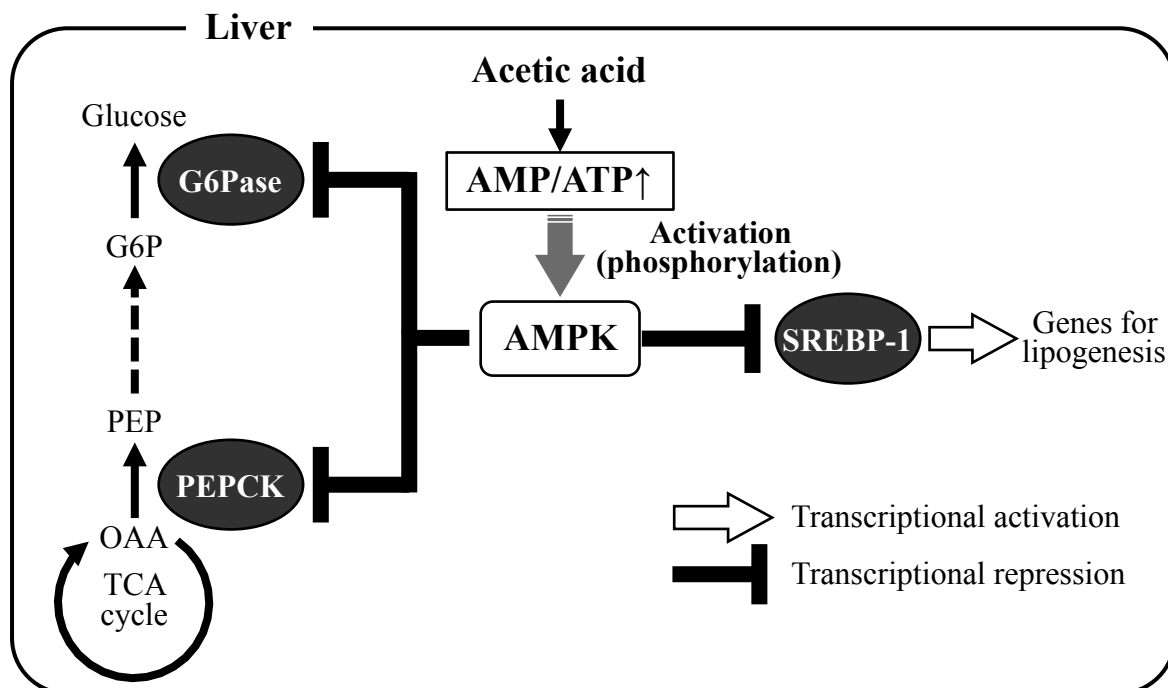 Liver
Acetic acid
Glucose
G6Pase
AMP/ATP↑
G6P
Activation
(phosphorylation)
AMPK
SREBP-1
Genes for
lipogenesis
PEP
PEPCK
OAA
TCA
cycle
Transcriptional activation
Transcriptional repression